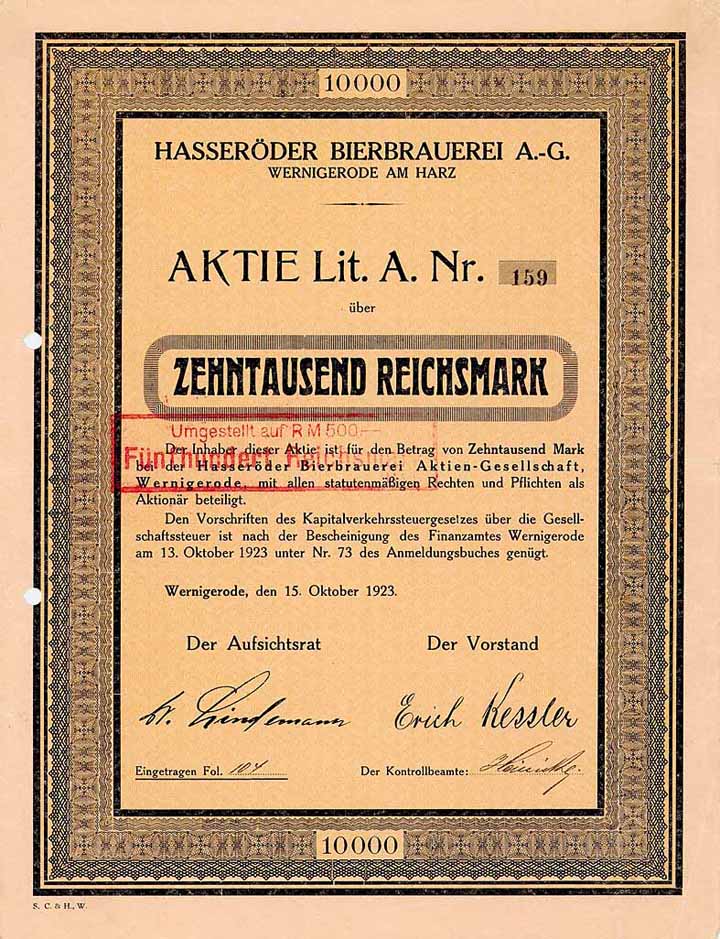 10000
HASSERÖDER BIERBRAUEREI A.-G.
WERNIGERODE AM HARZ
AKTIE Lit. A. Nr. 159
über
ZEHNTAUSEND REICHSMARK
Umgestellt auf RM 500.—
Fünfhundert Reichsmark
Der Inhaber dieser Aktie ist für den Betrag von Zehntausend Mark
bei der Hasseröder Bierbrauerei Aktien-Gesellschaft,
Wernigerode, mit allen statutenmäßigen Rechten und Pflichten als
Aktionär beteiligt.
Den Vorschriften des Kapitalverkehrssteuergesetzes über die Gesell-
schaftssteuer ist nach der Bescheinigung des Finanzamtes Wernigerode
am 13. Oktober 1923 unter Nr. 73 des Anmeldungsbuches genügt.
Wernigerode, den 15. Oktober 1923.
Der Aufsichtsrat Der Vorstand
Lindemann Erich Kessler
Eingetragen Fol. 104 Der Kontrollbeamte:
10000
S. C. & H., W.